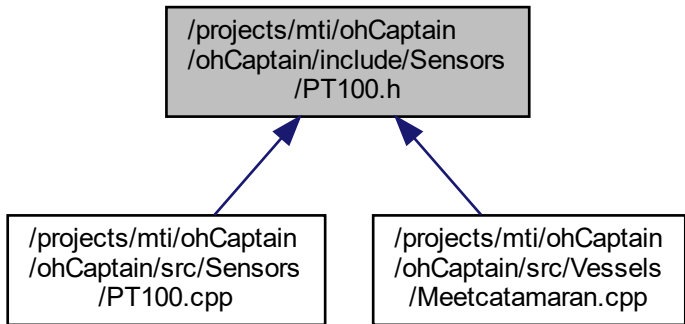 /projects/mti/ohCaptain
/ohCaptain/include/Sensors
/PT100.h
/projects/mti/ohCaptain
/ohCaptain/src/Sensors
/PT100.cpp
/projects/mti/ohCaptain
/ohCaptain/src/Vessels
/Meetcatamaran.cpp